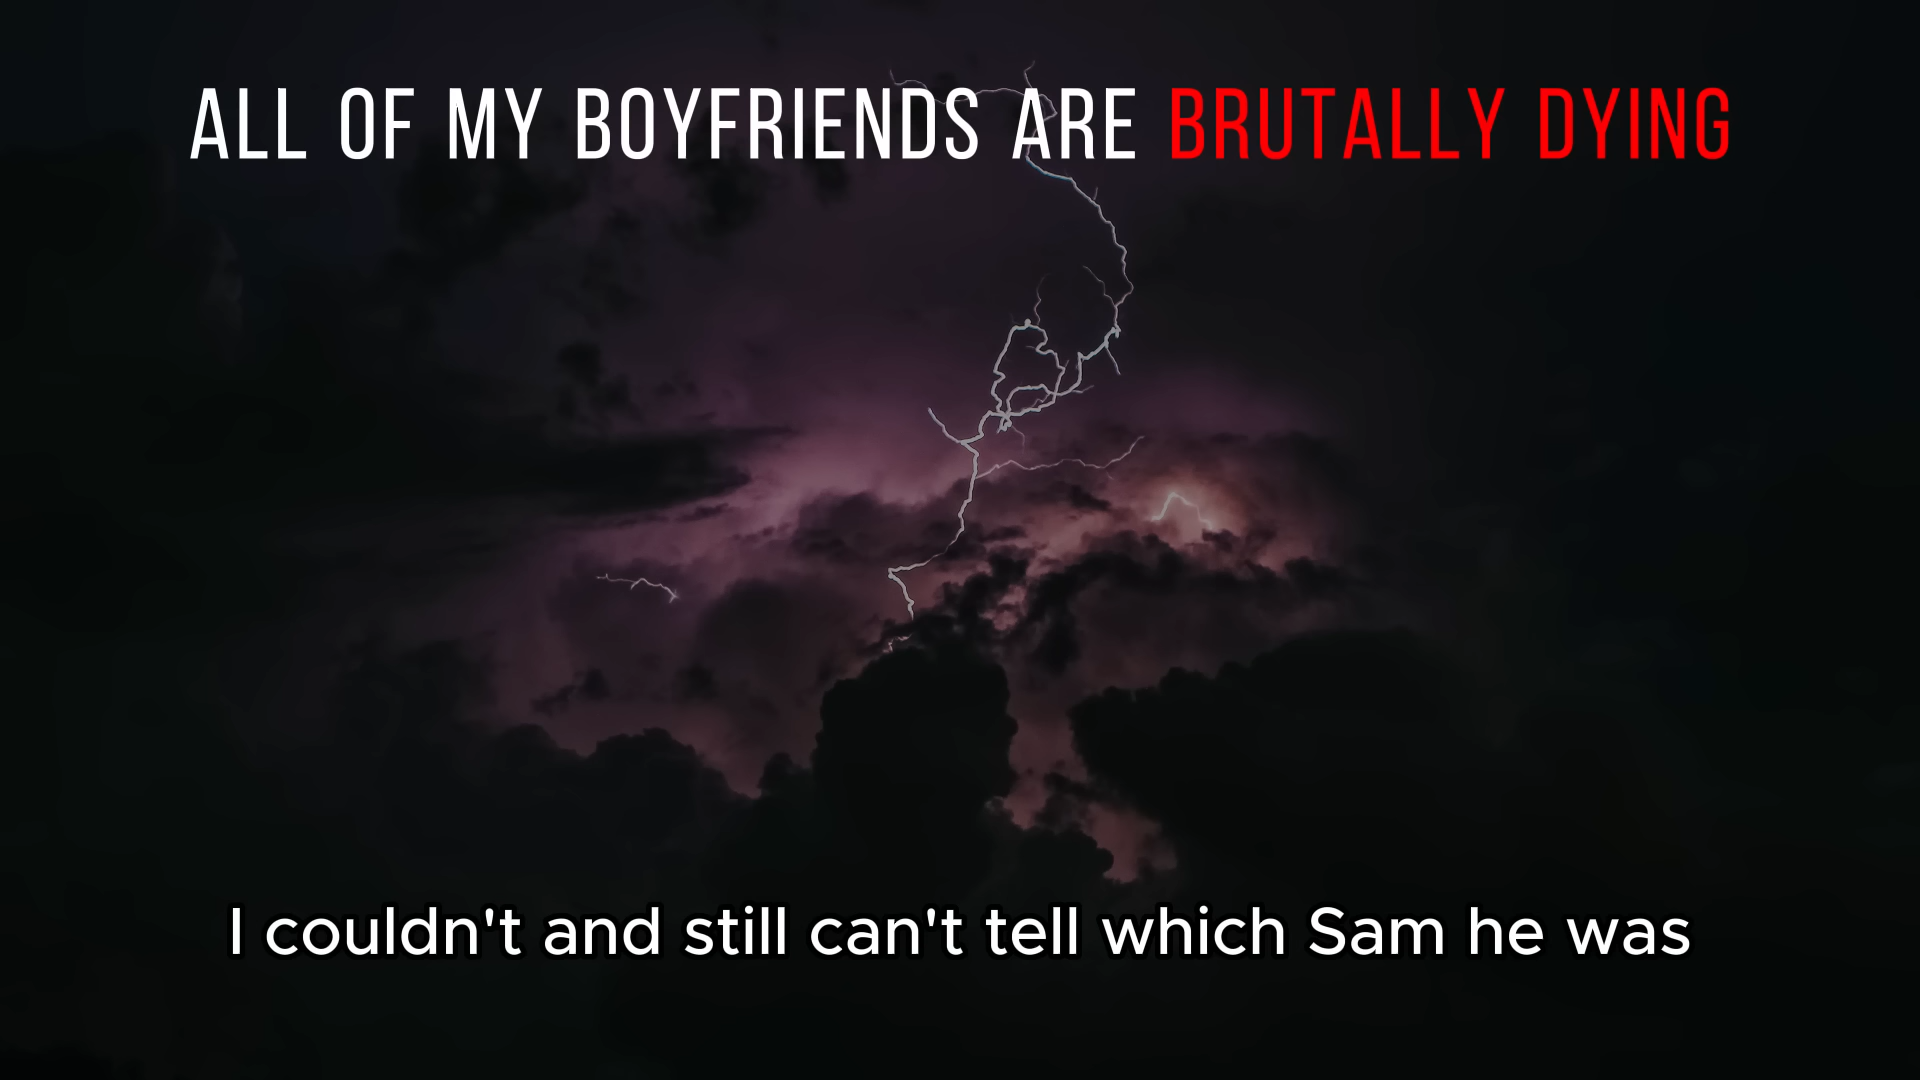 ALL OF MY BOYFRIENDS ARE BRUTALLY DYING
I couldn't and still can't tell which Sam he was